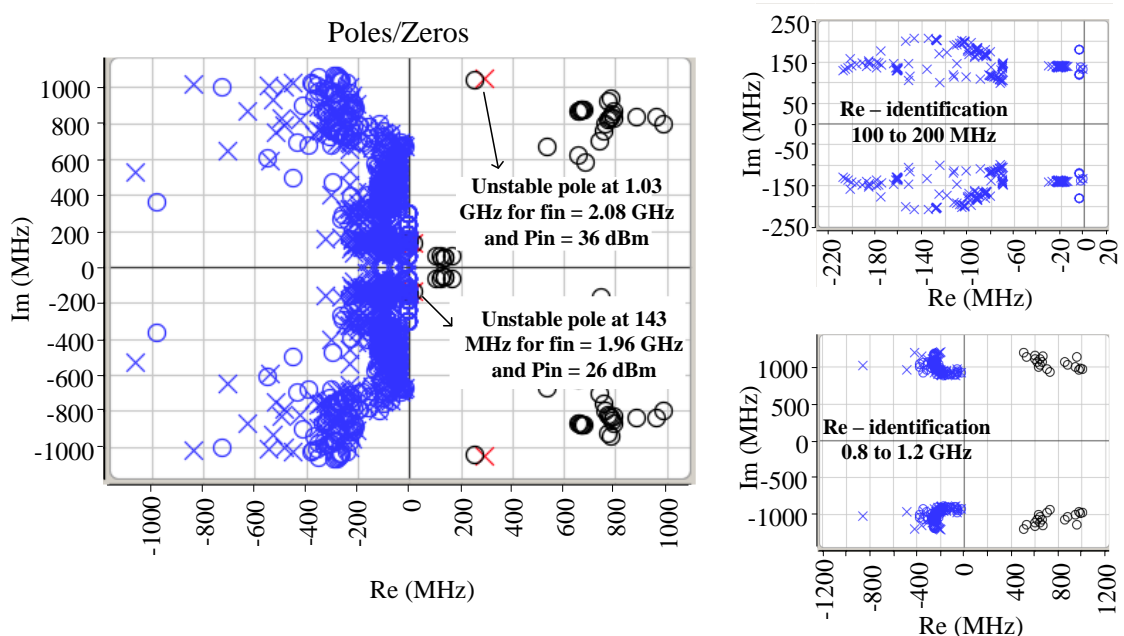 Poles/Zeros
Im (MHz)
1000
800
600
400
200
0
-200
-400
-600
-800
-1000
Unstable pole at 1.03
GHz for fin = 2.08 GHz
and Pin = 36 dBm
Unstable pole at 143
MHz for fin = 1.96 GHz
and Pin = 26 dBm
-1000
-800
-600
-400
-200
0
200
400
600
800
1000
Re (MHz)
Im (MHz)
250
150
50
0
-50
-150
-250
Re – identification
100 to 200 MHz
-220
-180
-140
-100
-60
-20
0
20
Re (MHz)
Im (MHz)
1000
500
0
-500
-1000
Re – identification
0.8 to 1.2 GHz
-1200
-800
-400
0
400
800
1200
Re (MHz)